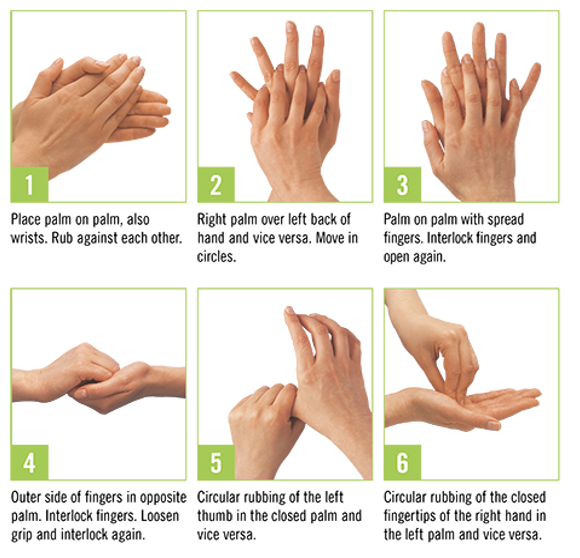 1
Place palm on palm, also
wrists. Rub against each other.
2
Right palm over left back of
hand and vice versa. Move in
circles.
3
Palm on palm with spread
fingers. Interlock fingers and
open again.
4
Outer side of fingers in opposite
palm. Interlock fingers. Loosen
grip and interlock again.
5
Circular rubbing of the left
thumb in the closed palm and
vice versa.
6
Circular rubbing of the closed
fingertips of the right hand in
the left palm and vice versa.